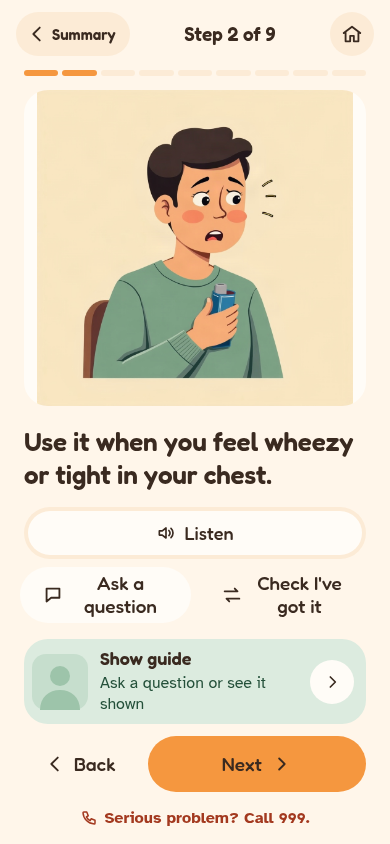 Summary
Step 2 of 9
Use it when you feel wheezy
or tight in your chest.
Listen
Ask a
question
Check I've
got it
Show guide
Ask a question or see it
shown
Back
Next
Serious problem? Call 999.